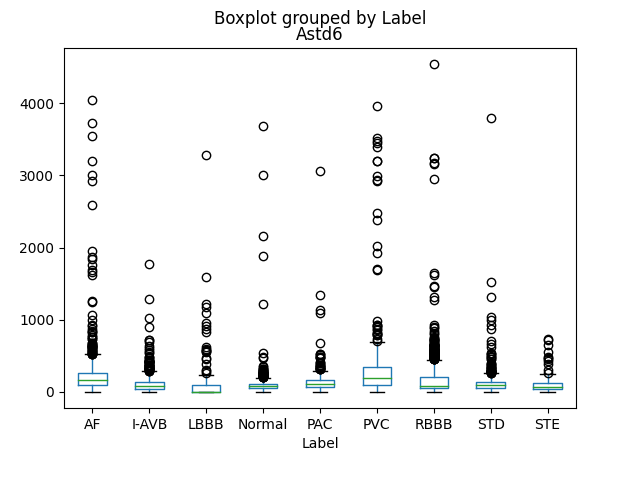 Boxplot grouped by Label
Astd6
4000
3000
2000
1000
0
AF I-AVB LBBB Normal PAC PVC RBBB STD STE
Label